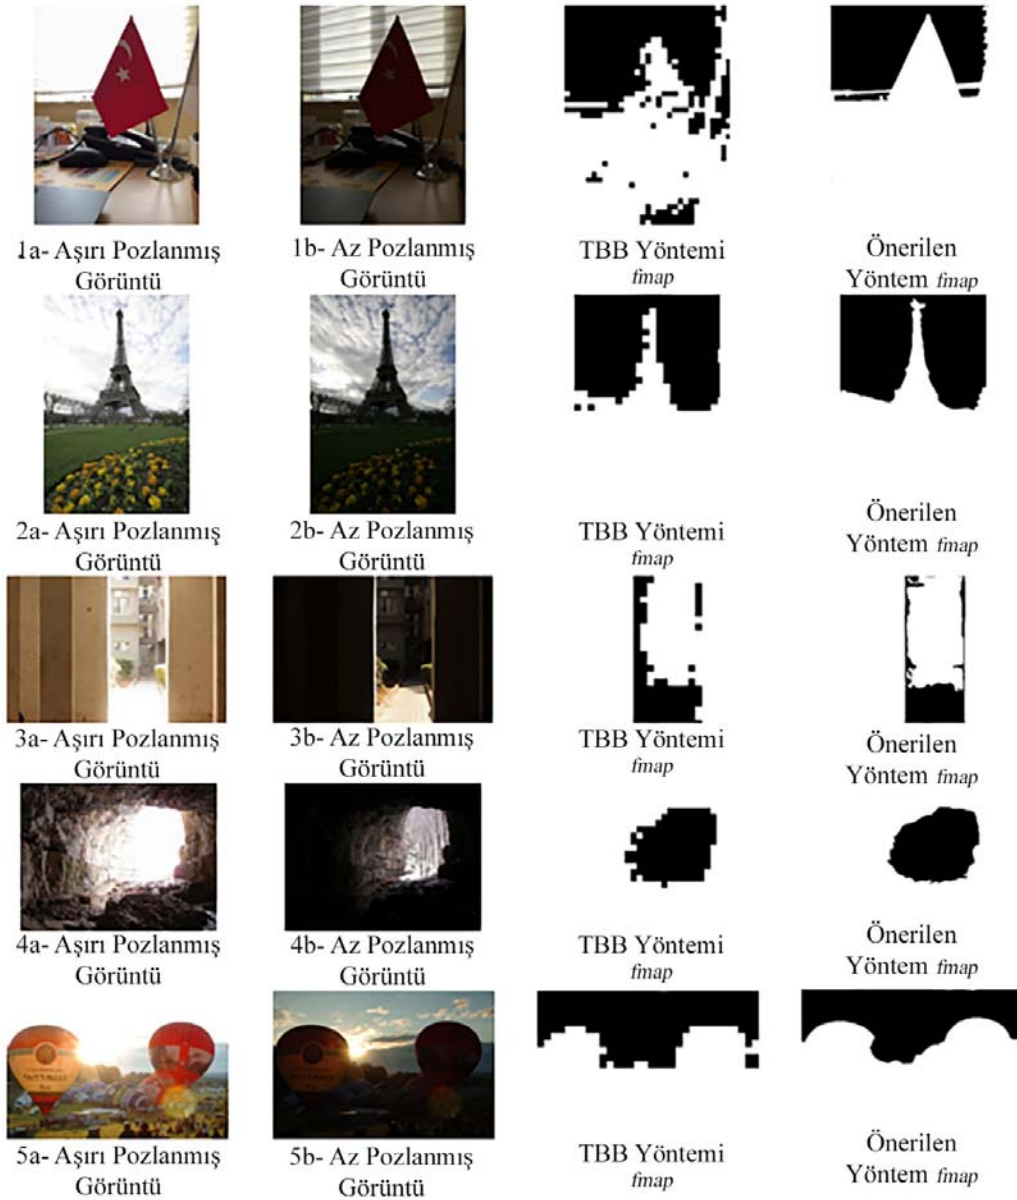 1a- Aşırı Pozlanmış
Görüntü
1b- Az Pozlanmış
Görüntü
TBB Yöntemi
fmap
Önerilen
Yöntem fmap
2a- Aşırı Pozlanmış
Görüntü
2b- Az Pozlanmış
Görüntü
TBB Yöntemi
fmap
Önerilen
Yöntem fmap
3a- Aşırı Pozlanmış
Görüntü
3b- Az Pozlanmış
Görüntü
TBB Yöntemi
fmap
Önerilen
Yöntem fmap
4a- Aşırı Pozlanmış
Görüntü
4b- Az Pozlanmış
Görüntü
TBB Yöntemi
fmap
Önerilen
Yöntem fmap
5a- Aşırı Pozlanmış
Görüntü
5b- Az Pozlanmış
Görüntü
TBB Yöntemi
fmap
Önerilen
Yöntem fmap